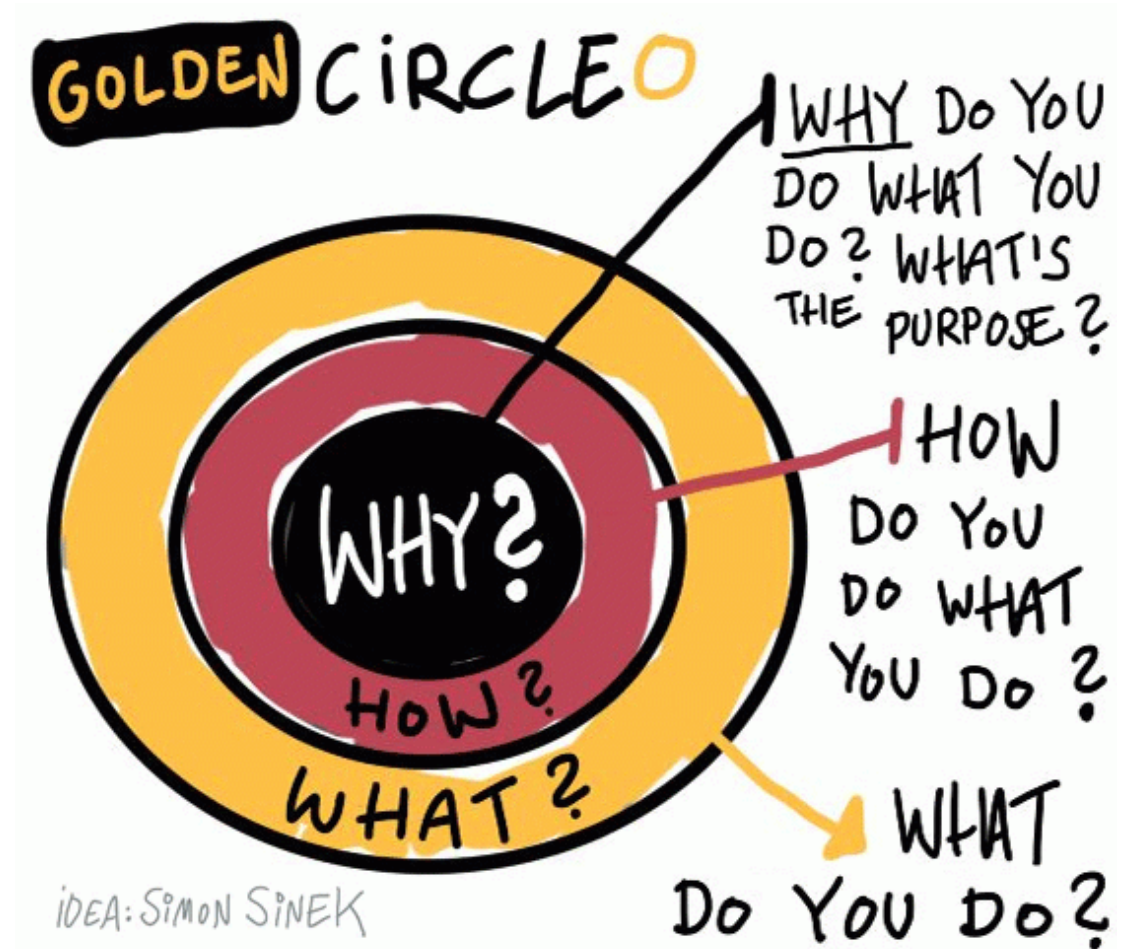 GOLDEN CiRCLE
WHY DO YOU
DO WHAT YOU
DO? WHAT'S
THE PURPOSE?
HOW
DO YOU
DO WHAT
YOU DO?
WHY?
HOW?
WHAT?
WHAT
DO YOU DO?
iDEA: SiMON SiNEK